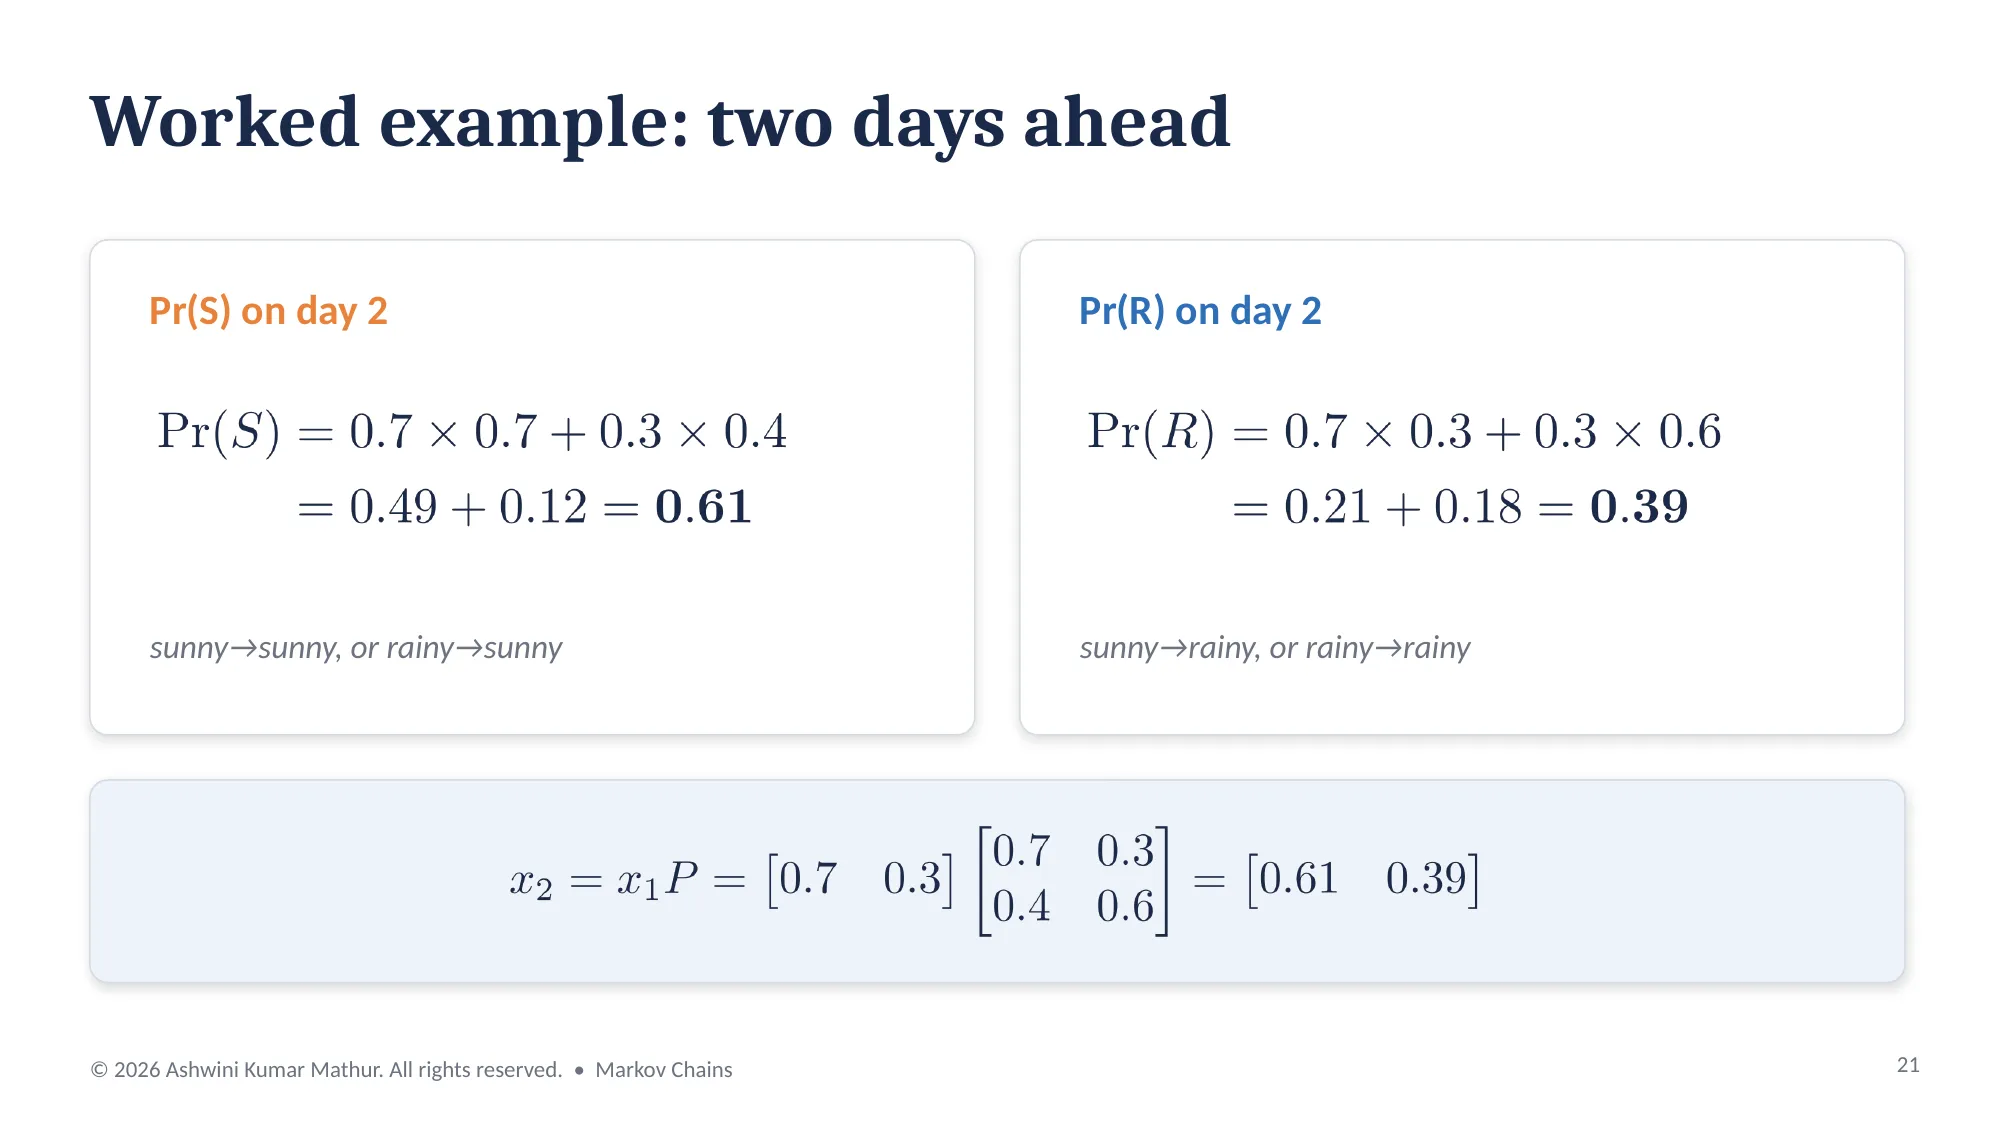 Worked example: two days ahead
Pr(S) on day 2
Pr(S) = 0.7 × 0.7 + 0.3 × 0.4
= 0.49 + 0.12 = 0.61
sunny→sunny, or rainy→sunny
Pr(R) on day 2
Pr(R) = 0.7 × 0.3 + 0.3 × 0.6
= 0.21 + 0.18 = 0.39
sunny→rainy, or rainy→rainy
x₂ = x₁P = [0.7 0.3] [0.7 0.3; 0.4 0.6] = [0.61 0.39]
© 2026 Ashwini Kumar Mathur. All rights reserved. • Markov Chains
21